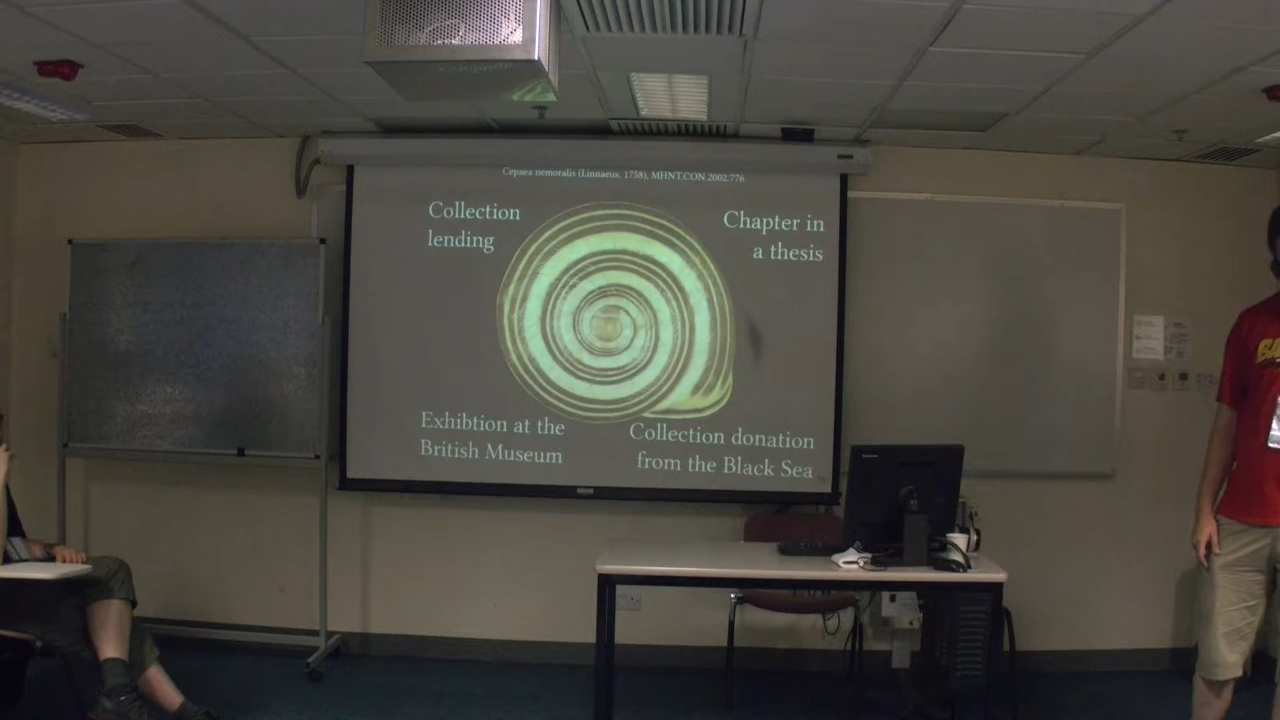 Cepaea nemoralis (Linnaeus, 1758), MHNT.CON.2002.776
Collection
lending
Chapter in
a thesis
Exhibtion at the
British Museum
Collection donation
from the Black Sea